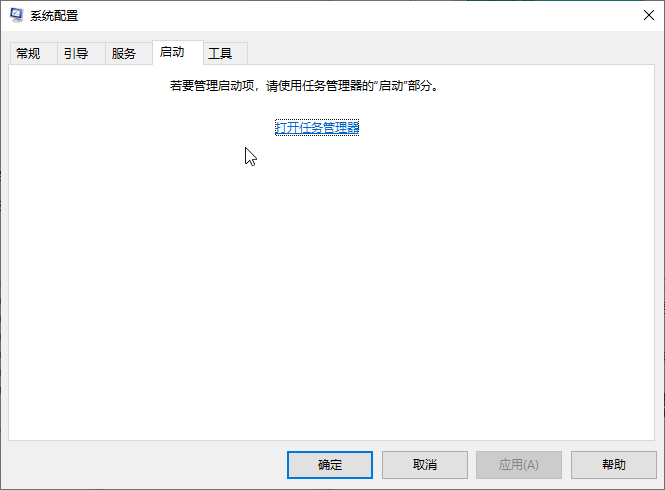 系统配置
常规 引导 服务 启动 工具
若要管理启动项，请使用任务管理器的"启动"部分。
打开任务管理器
确定 取消 应用(A) 帮助